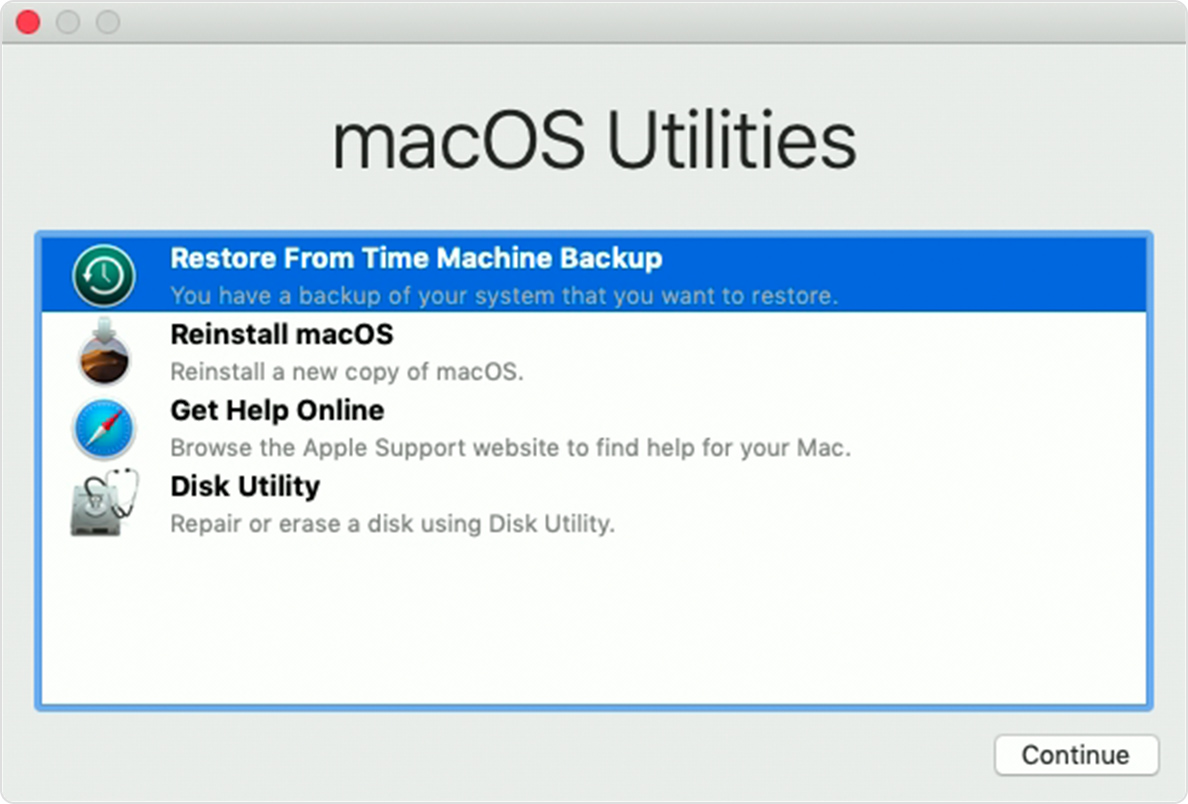 macOS Utilities
Restore From Time Machine Backup
You have a backup of your system that you want to restore.
Reinstall macOS
Reinstall a new copy of macOS.
Get Help Online
Browse the Apple Support website to find help for your Mac.
Disk Utility
Repair or erase a disk using Disk Utility.
Continue